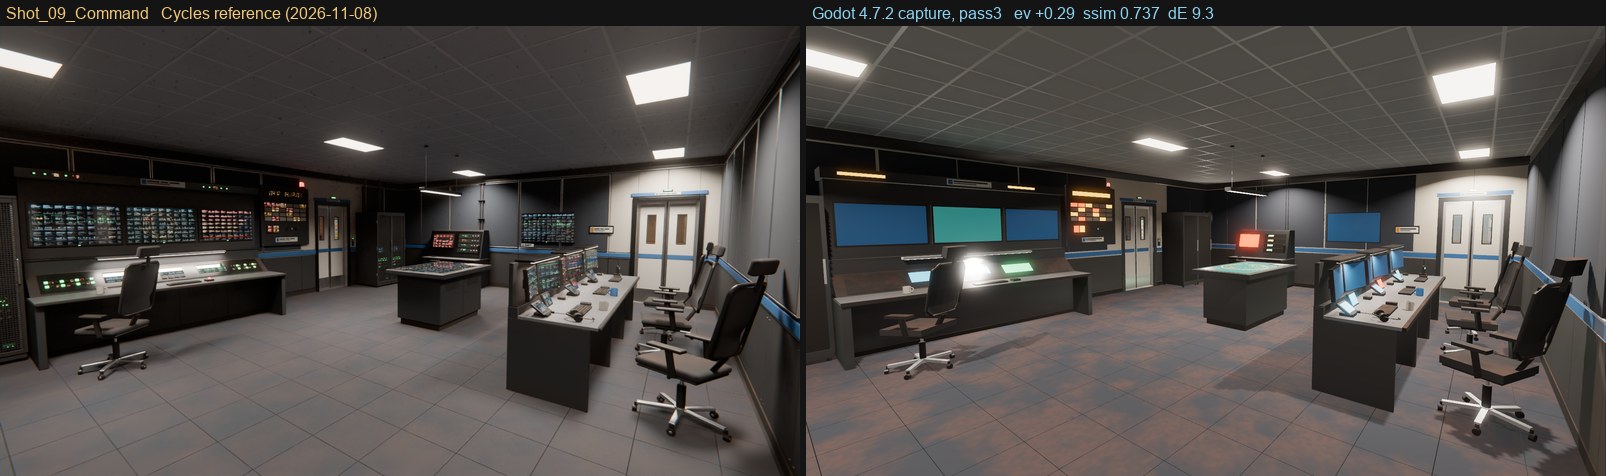 Shot_09_Command   Cycles reference (2026-11-08)
Godot 4.7.2 capture, pass3   ev +0.29  ssim 0.737  dE 9.3